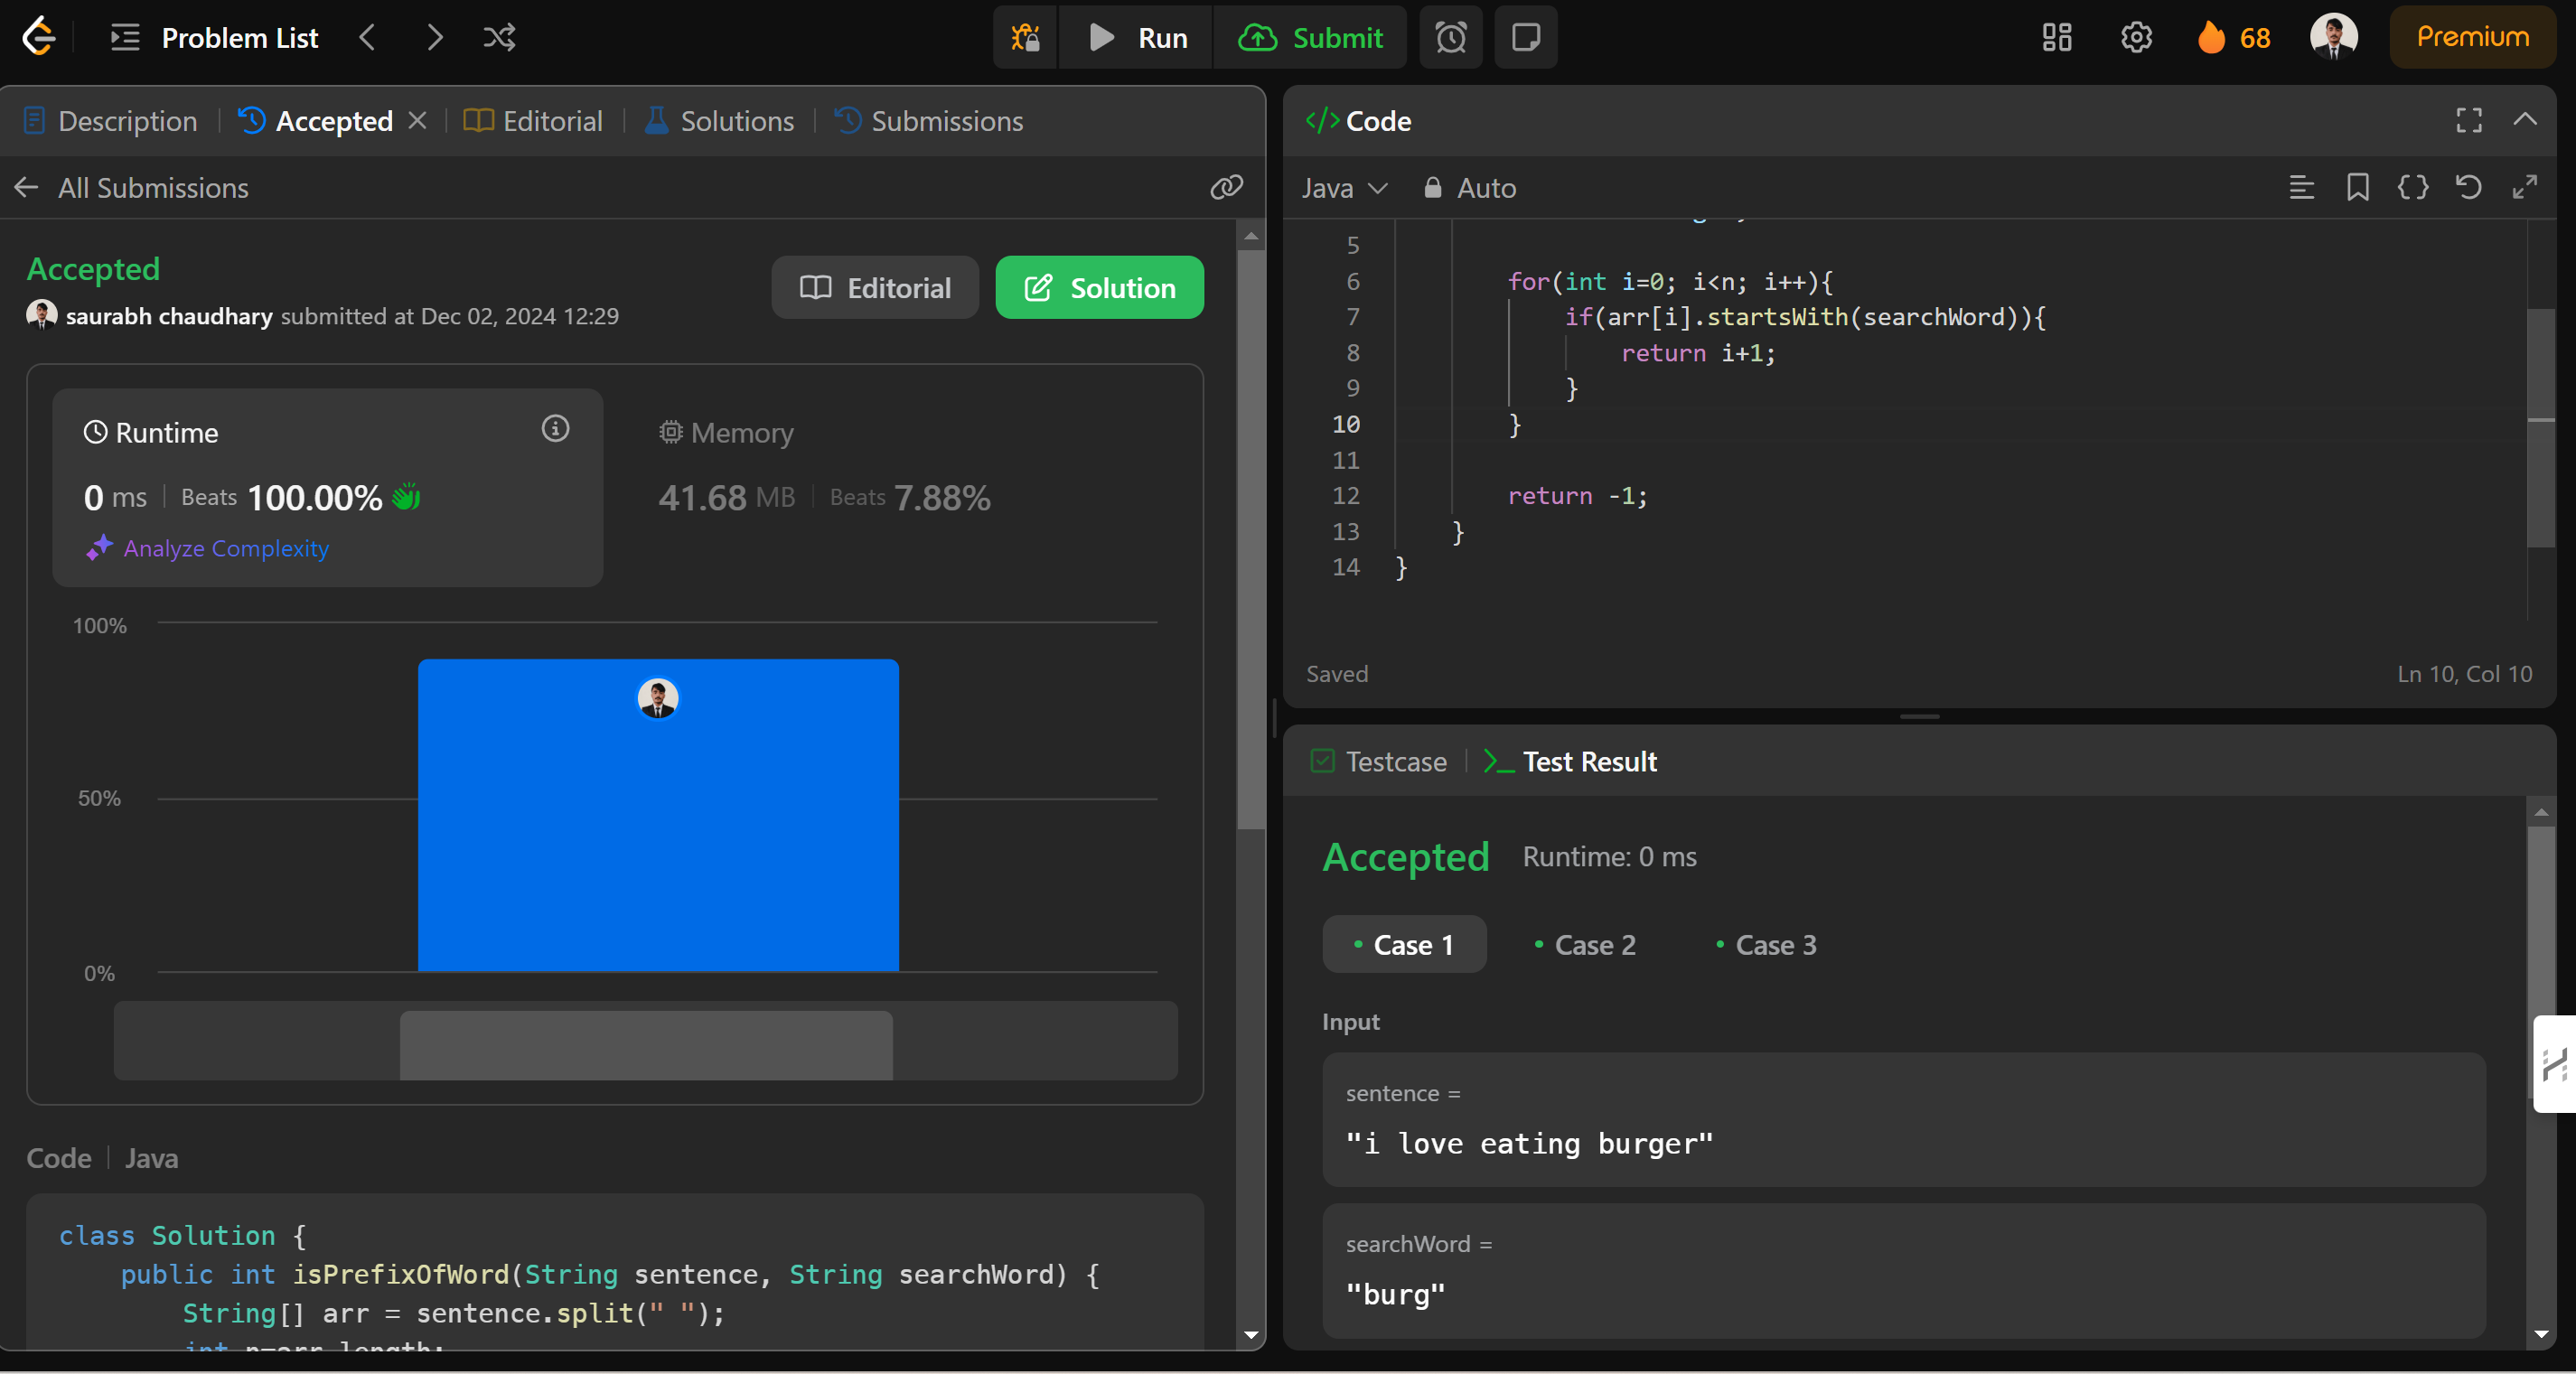 Problem List
Run
Submit
68
Premium
Description
Accepted
Editorial
Solutions
Submissions
All Submissions
Accepted
saurabh chaudhary submitted at Dec 02, 2024 12:29
Editorial
Solution
Runtime
0 ms
Beats 100.00%
Analyze Complexity
Memory
41.68 MB
Beats 7.88%
100%
50%
0%
Code
Java
class Solution {
public int isPrefixOfWord(String sentence, String searchWord) {
String[] arr = sentence.split(" ");
int n=arr.length;
Code
Java
Auto
5
6 for(int i=0; i<n; i++){
7 if(arr[i].startsWith(searchWord)){
8 return i+1;
9 }
10 }
11
12 return -1;
13 }
14 }
Saved
Ln 10, Col 10
Testcase
Test Result
Accepted
Runtime: 0 ms
Case 1
Case 2
Case 3
Input
sentence =
"i love eating burger"
searchWord =
"burg"